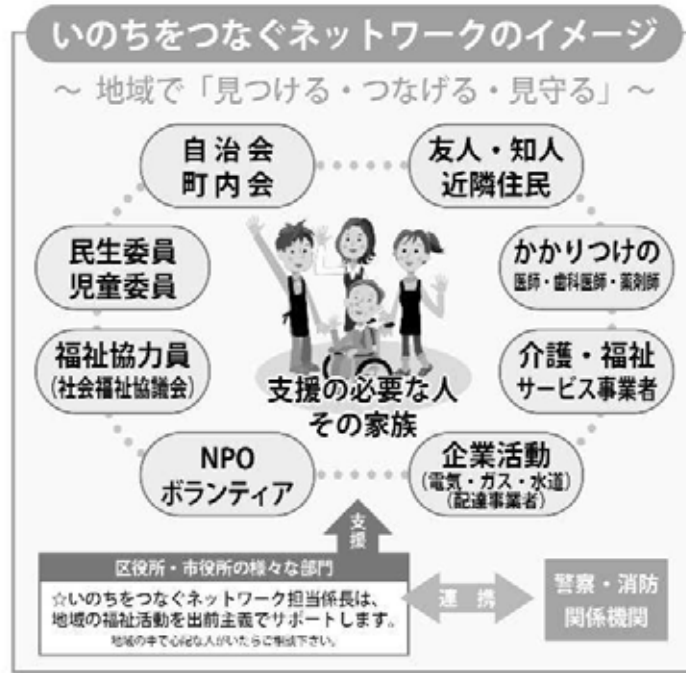 いのちをつなぐネットワークのイメージ
～ 地域で「見つける・つなげる・見守る」～
自治会
町内会
友人・知人
近隣住民
民生委員
児童委員
かかりつけの
医師・歯科医師・薬剤師
福祉協力員
(社会福祉協議会)
介護・福祉
サービス事業者
支援の必要な人
その家族
NPO
ボランティア
企業活動
(電気・ガス・水道)
(配達事業者)
支援
区役所・市役所の様々な部門
☆いのちをつなぐネットワーク担当係長は、
地域の福祉活動を出前主義でサポートします。
地域の中で心配な人がいたらご相談下さい。
連携
警察・消防
関係機関